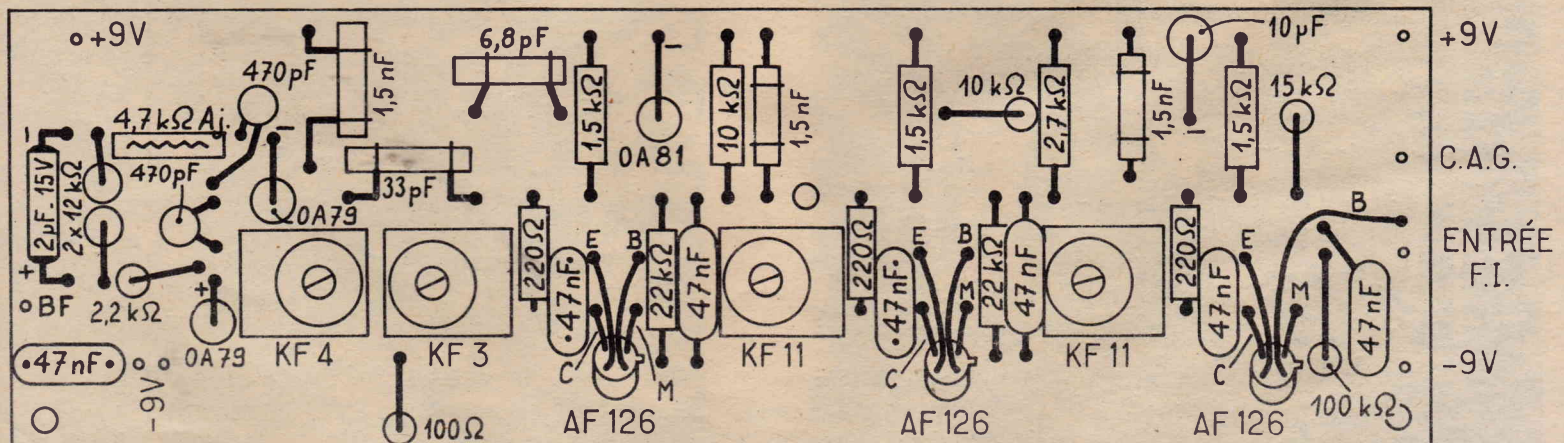 +9V
470pF
1,5nF
6,8pF
1,5kΩ
−
OA81
10kΩ
1,5nF
1,5kΩ
10kΩ
2,7kΩ
1,5nF
10µF
−
1,5kΩ
15kΩ
+9V
C.A.G.
−
4,7kΩ Aj.
−
2µF_15V
2x12kΩ
+
470pF
OA79
33pF
BF
2,2kΩ
+
OA79
47nF
-9V
KF4
KF3
100Ω
220Ω
47nF
E
B
22kΩ
47nF
C
M
AF126
KF11
220Ω
47nF
E
B
M
22kΩ
47nF
C
AF126
KF11
220Ω
47nF
E
B
M
47nF
C
AF126
100kΩ
ENTRÉE
F.I.
-9V